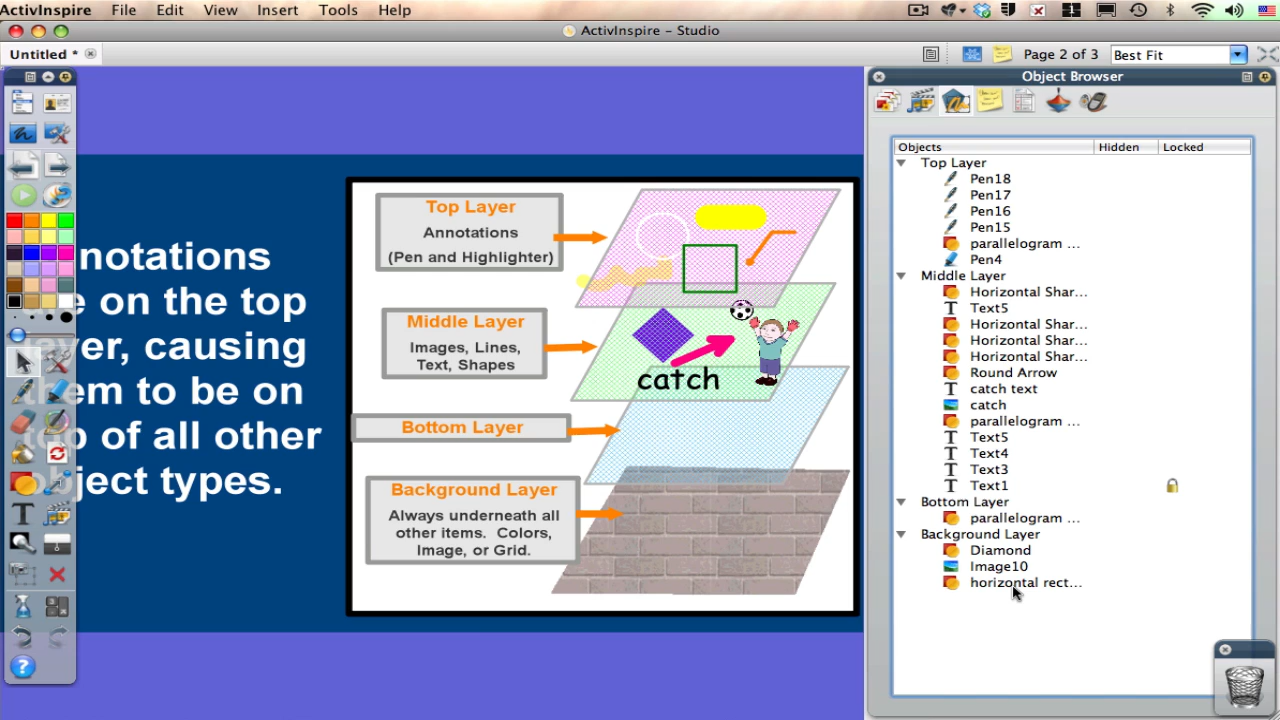 ActivInspire File Edit View Insert Tools Help
ActivInspire – Studio
Untitled *
Page 2 of 3
Best Fit
notations
on the top
er, causing
em to be on
top of all other
object types.
Top Layer
Annotations
(Pen and Highlighter)
Middle Layer
Images, Lines,
Text, Shapes
catch
Bottom Layer
Background Layer
Always underneath all
other items. Colors,
Image, or Grid.
Object Browser
Objects Hidden Locked
Top Layer
Pen18
Pen17
Pen16
Pen15
parallelogram ...
Pen4
Middle Layer
Horizontal Shar...
Text5
Horizontal Shar...
Horizontal Shar...
Horizontal Shar...
Round Arrow
catch text
catch
parallelogram ...
Text5
Text4
Text3
Text1
Bottom Layer
parallelogram ...
Background Layer
Diamond
Image10
horizontal rect...